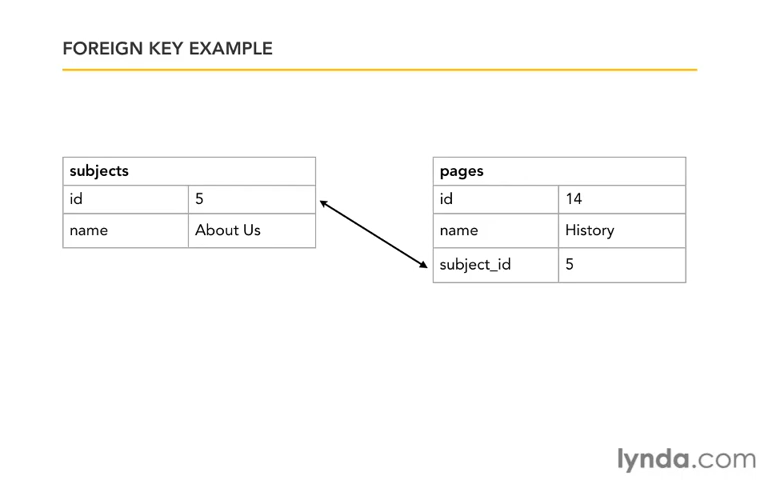 FOREIGN KEY EXAMPLE
subjects
id 5
name About Us
pages
id 14
name History
subject_id 5
lynda.com